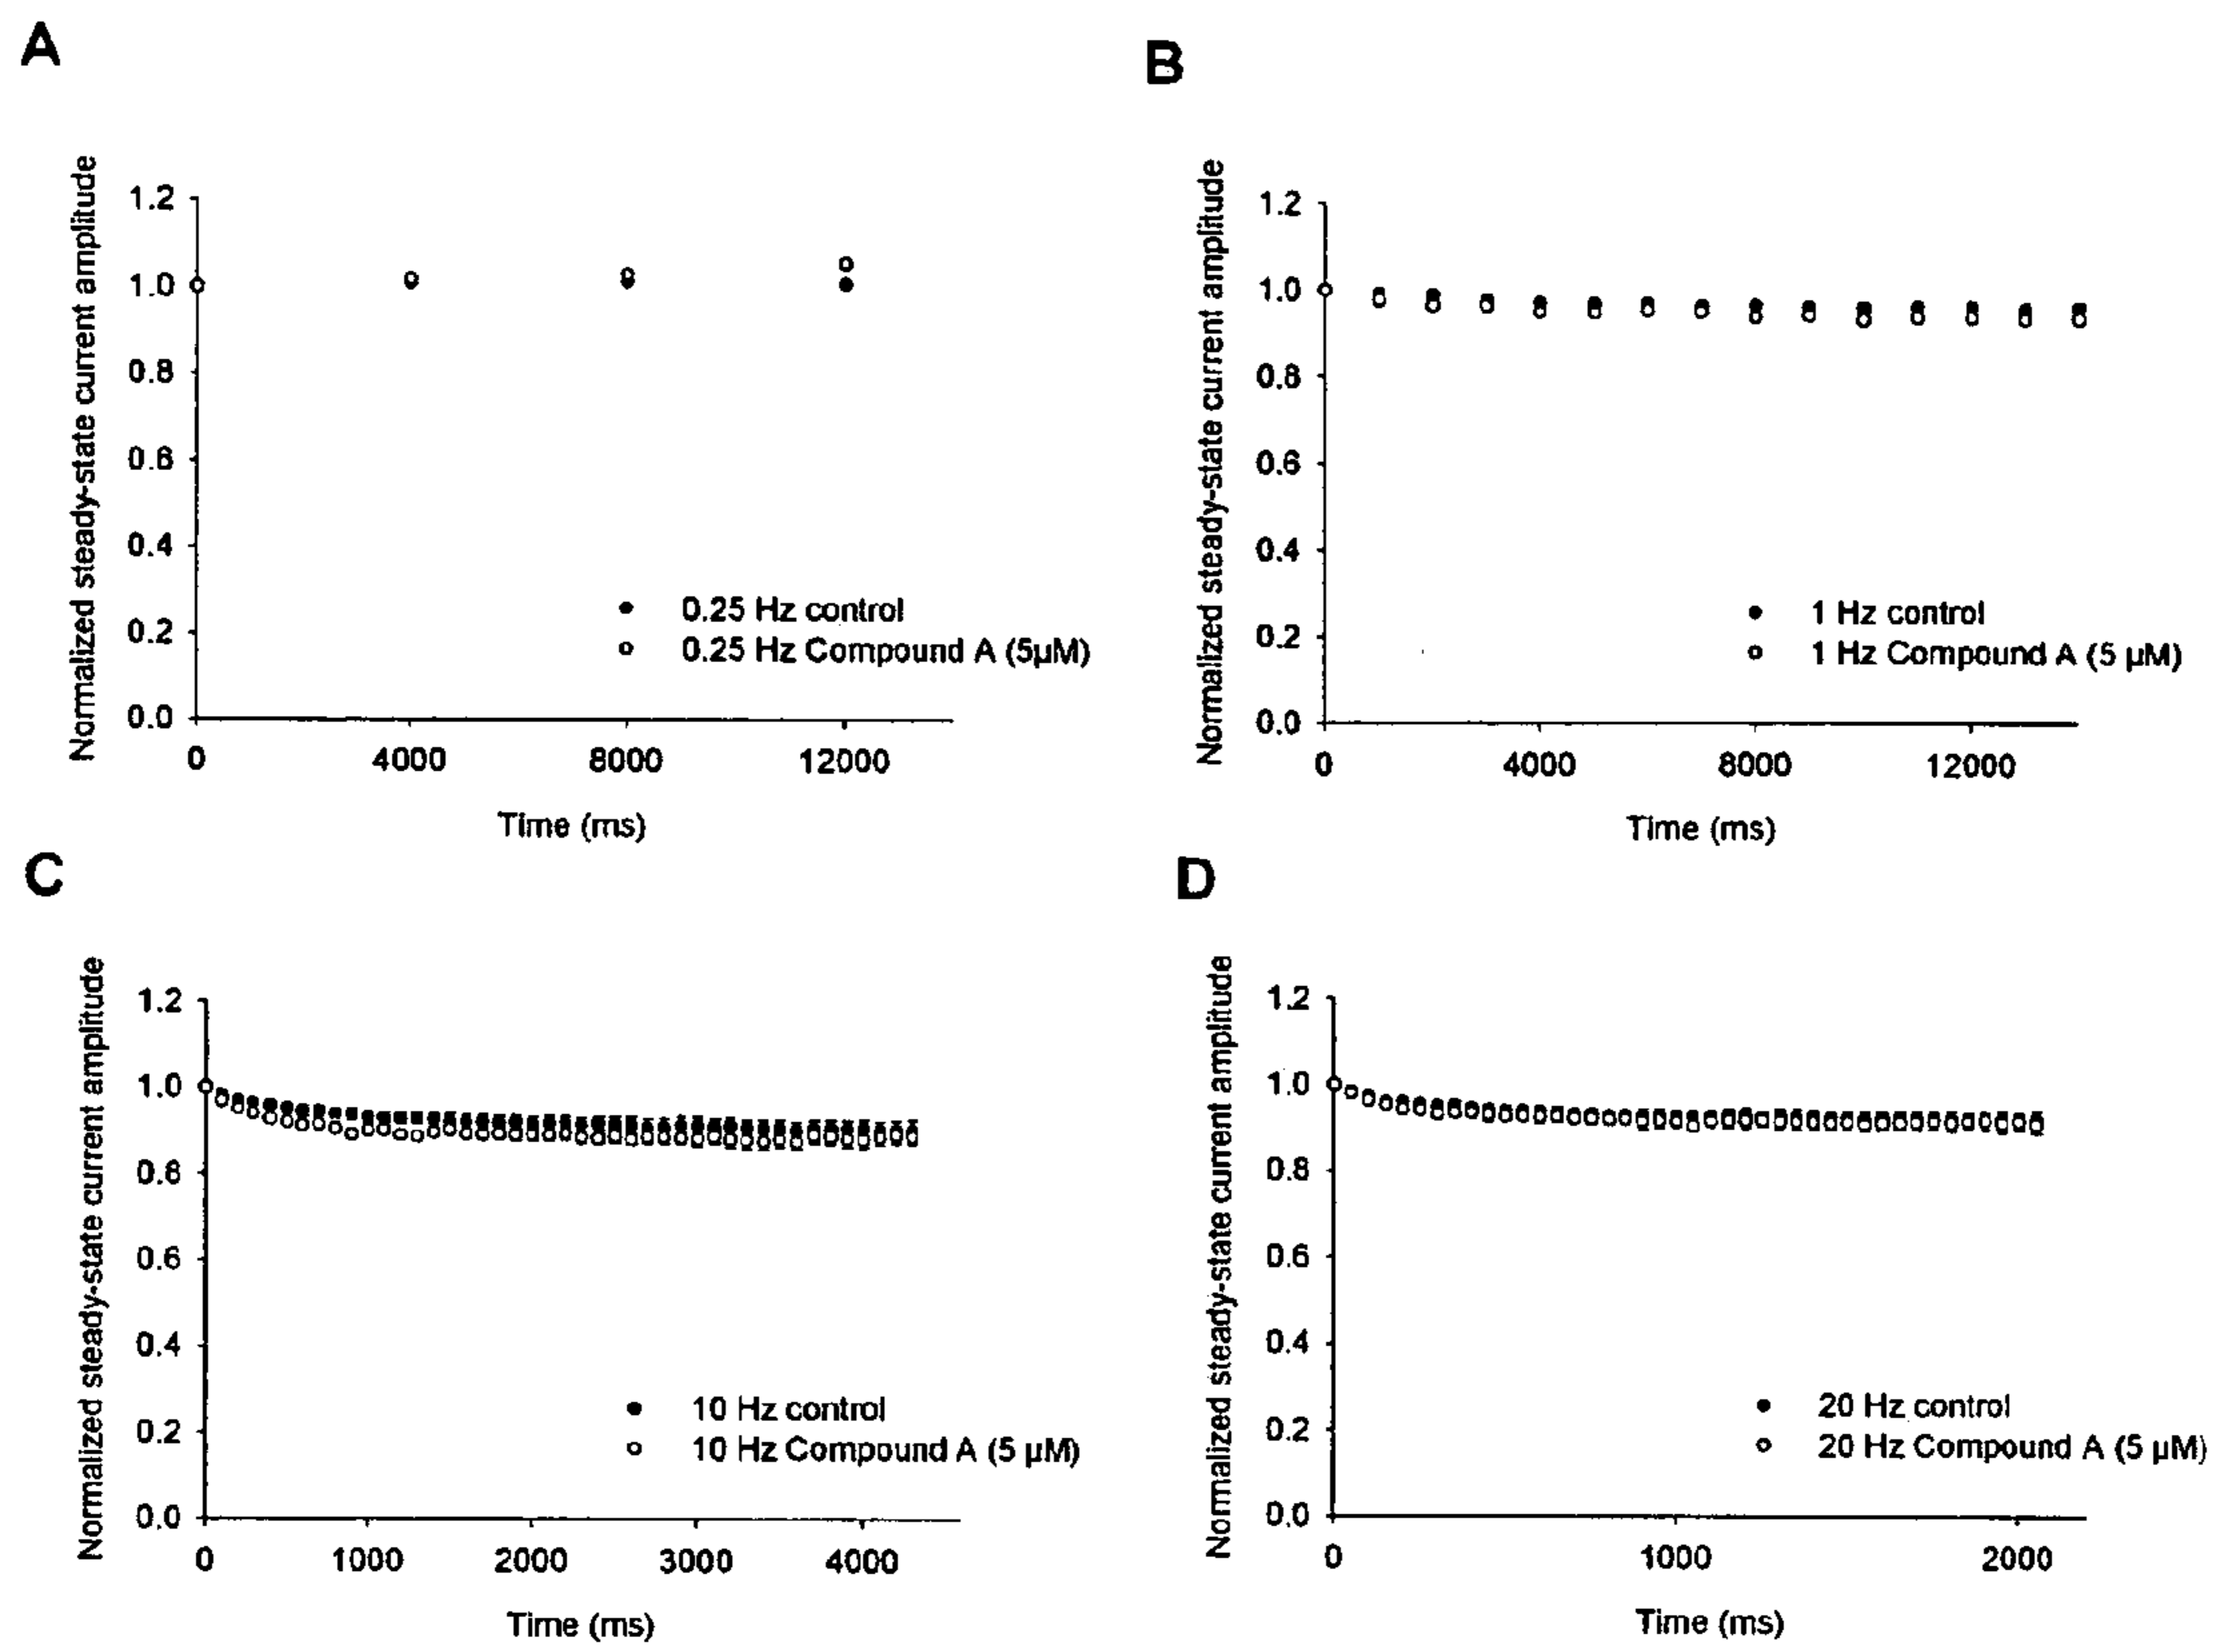 A
Normalized steady-state current amplitude
1.2
1.0
0.8
0.6
0.4
0.2
0.0
0.25 Hz control
0.25 Hz Compound A (5µM)
0 4000 8000 12000
Time (ms)
B
Normalized steady-state current amplitude
1.2
1.0
0.8
0.6
0.4
0.2
0.0
1 Hz control
1 Hz Compound A (5 µM)
0 4000 8000 12000
Time (ms)
C
Normalized steady-state current amplitude
1.2
1.0
0.8
0.6
0.4
0.2
0.0
10 Hz control
10 Hz Compound A (5 µM)
0 1000 2000 3000 4000
Time (ms)
D
Normalized steady-state current amplitude
1.2
1.0
0.8
0.6
0.4
0.2
0.0
20 Hz control
20 Hz Compound A (5 µM)
0 1000 2000
Time (ms)